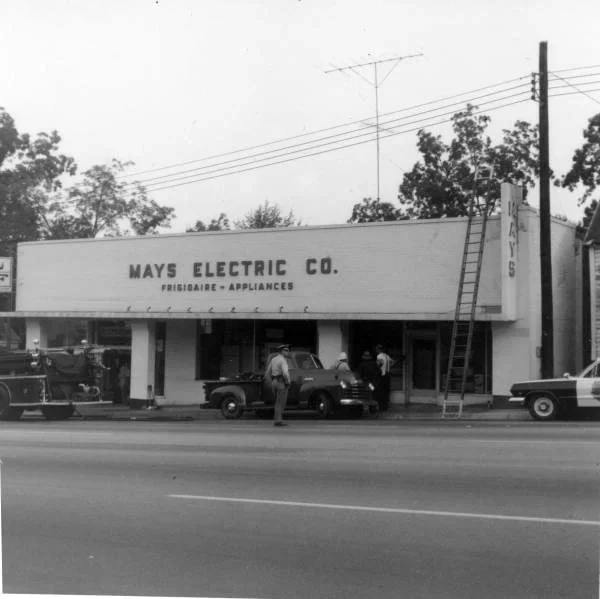 MAYS ELECTRIC CO.
FRIGIDAIRE - APPLIANCES
MAYS